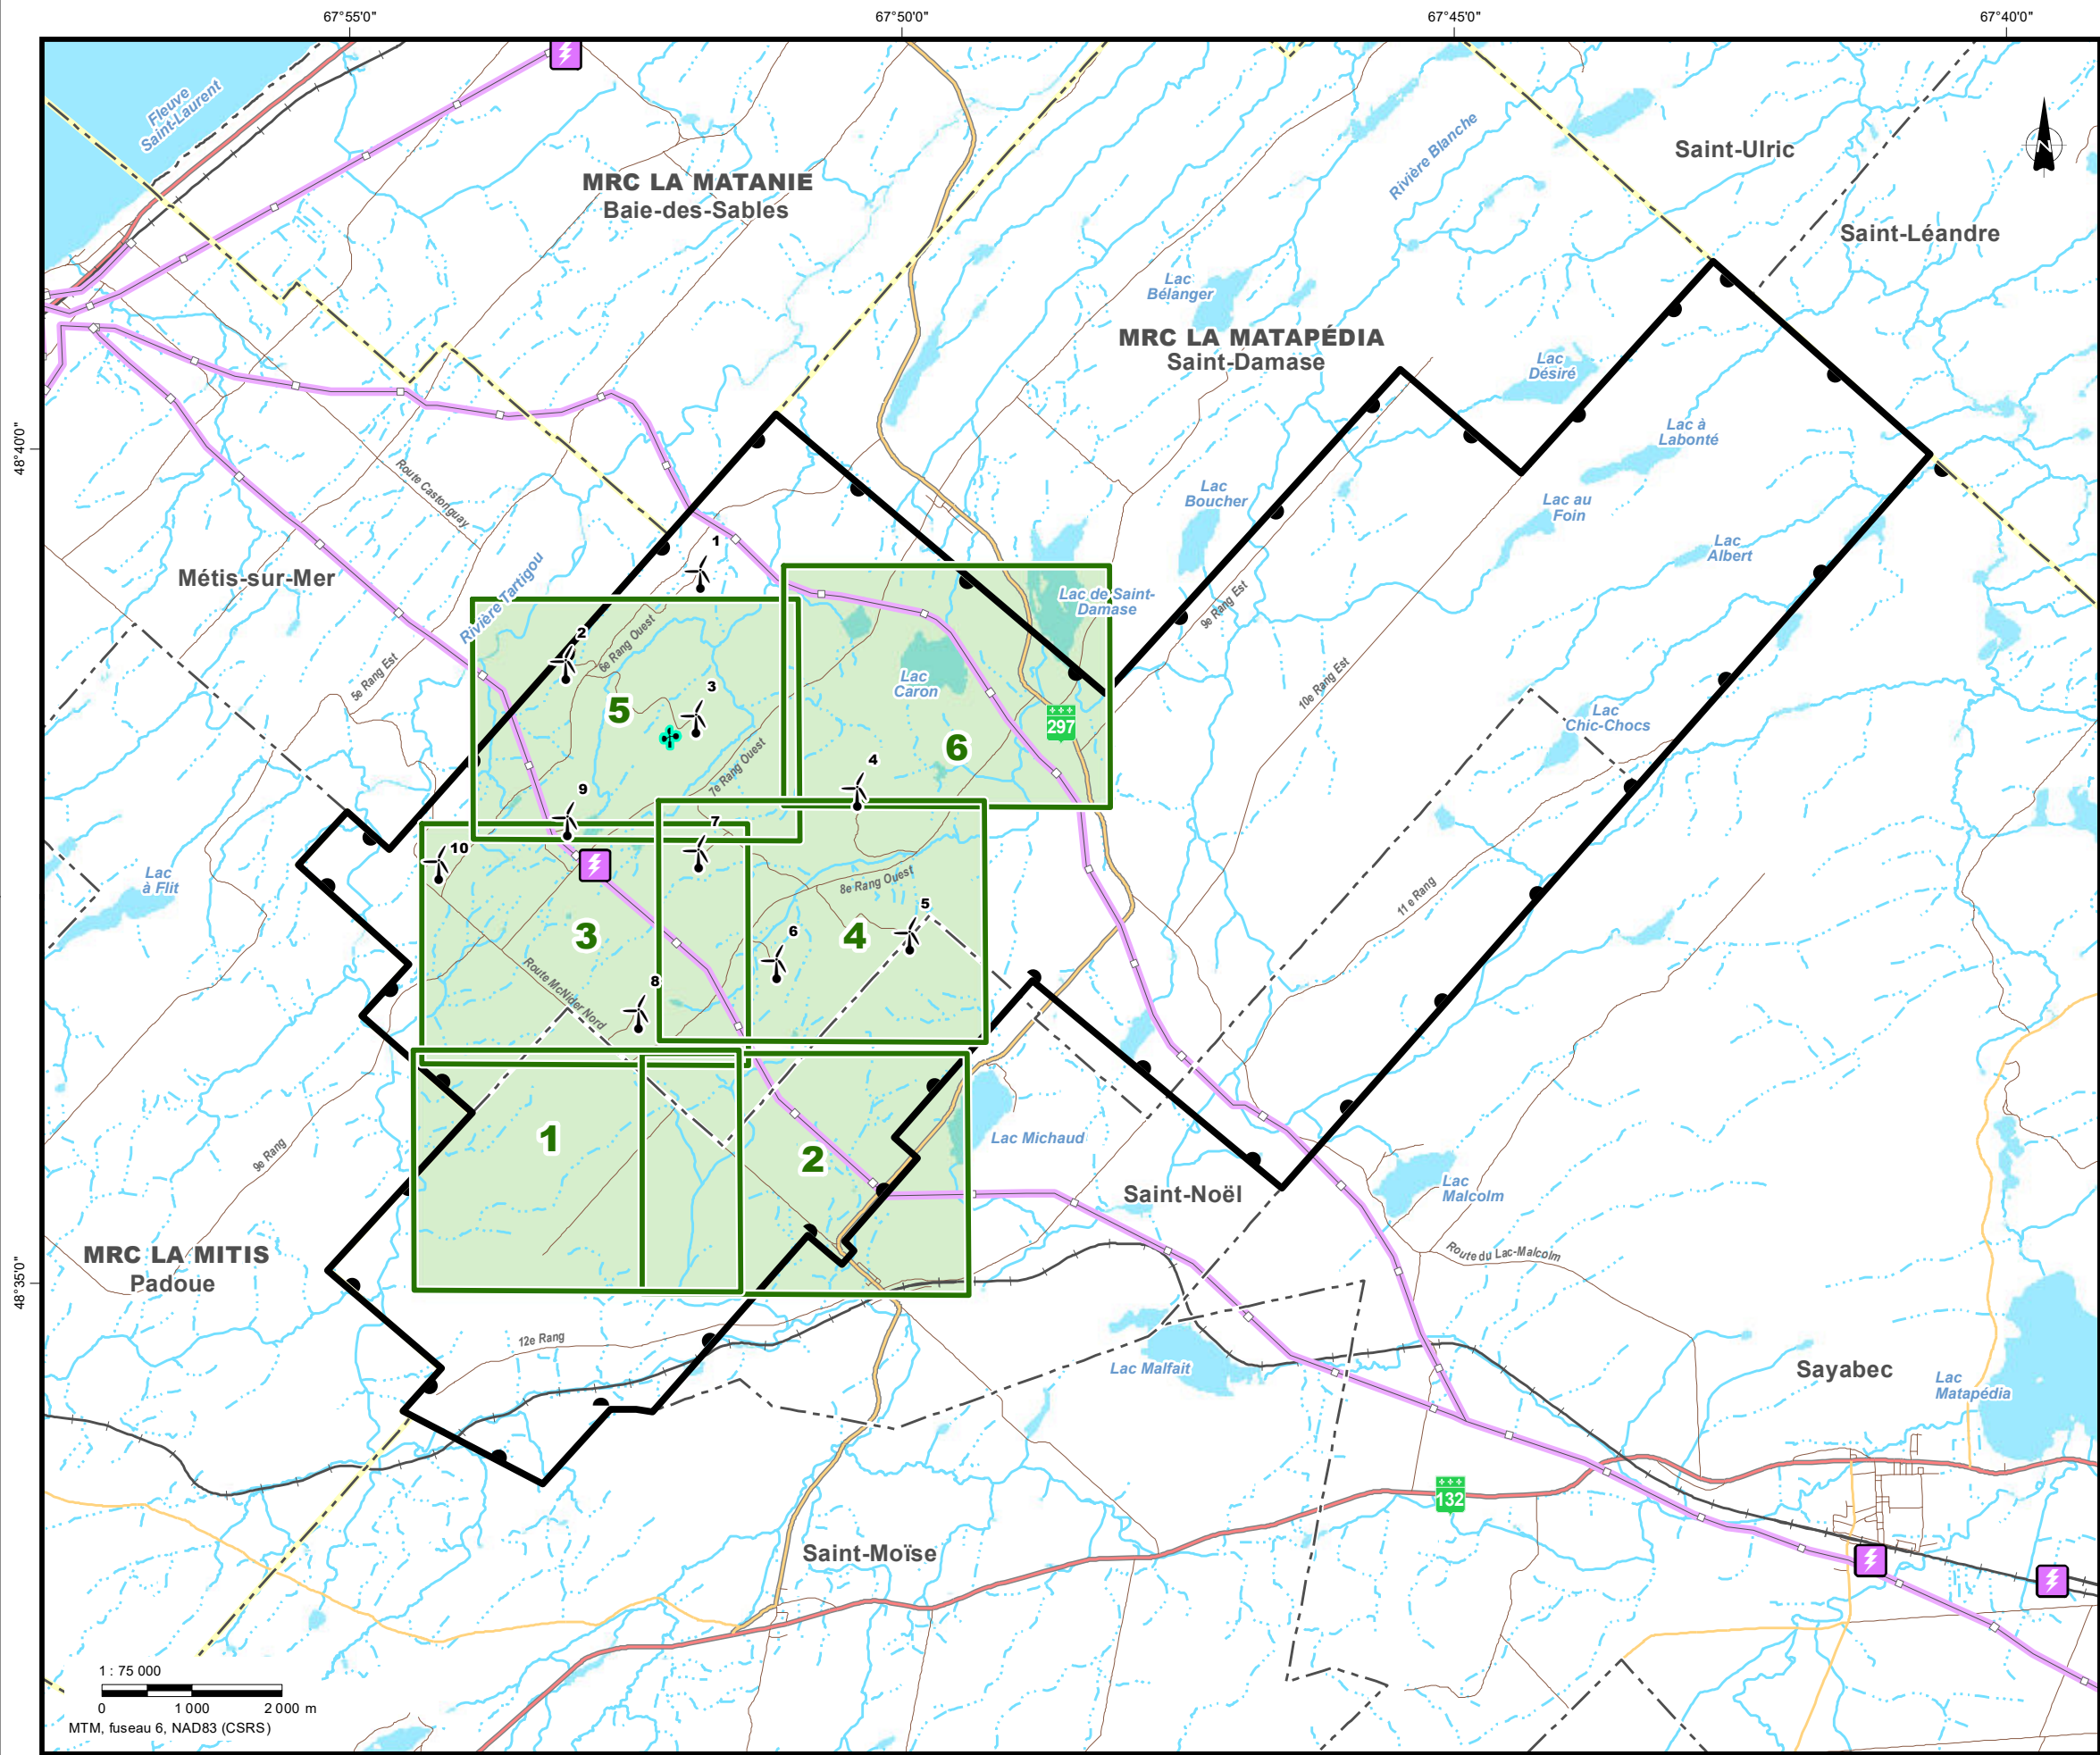 67°55'0"
67°50'0"
67°45'0"
67°40'0"
Fleuve
Saint-Laurent
MRC LA MATANIE
Baie-des-Sables
Rivière Blanche
Saint-Ulric
N
Saint-Léandre
Lac
Bélanger
MRC LA MATAPÉDIA
Saint-Damase
Lac
Désiré
Lac à
Labonté
48°40'0"
Route Castonguay
Lac
Boucher
Lac au
Foin
Lac
Albert
1
Métis-sur-Mer
Rivière Tartigou
Lac de Saint-
Damase
9e Rang Est
2
6e Rang Ouest
5e Rang Est
Lac
Caron
10e Rang Est
3
5
297
Lac
Chic-Chocs
6
7e Rang Ouest
4
9
7
10
Lac
à Flit
8e Rang Ouest
11 e Rang
5
3
6
4
Route McNider Nord
8
1
2
Lac Michaud
9e Rang
Saint-Noël
Lac
Malcolm
MRC LA MITIS
Padoue
Route du Lac-Malcolm
48°35'0"
12e Rang
Lac Malfait
Sayabec
Lac
Matapédia
132
Saint-Moïse
1 : 75 000
0 1 000 2 000 m
MTM, fuseau 6, NAD83 (CSRS)